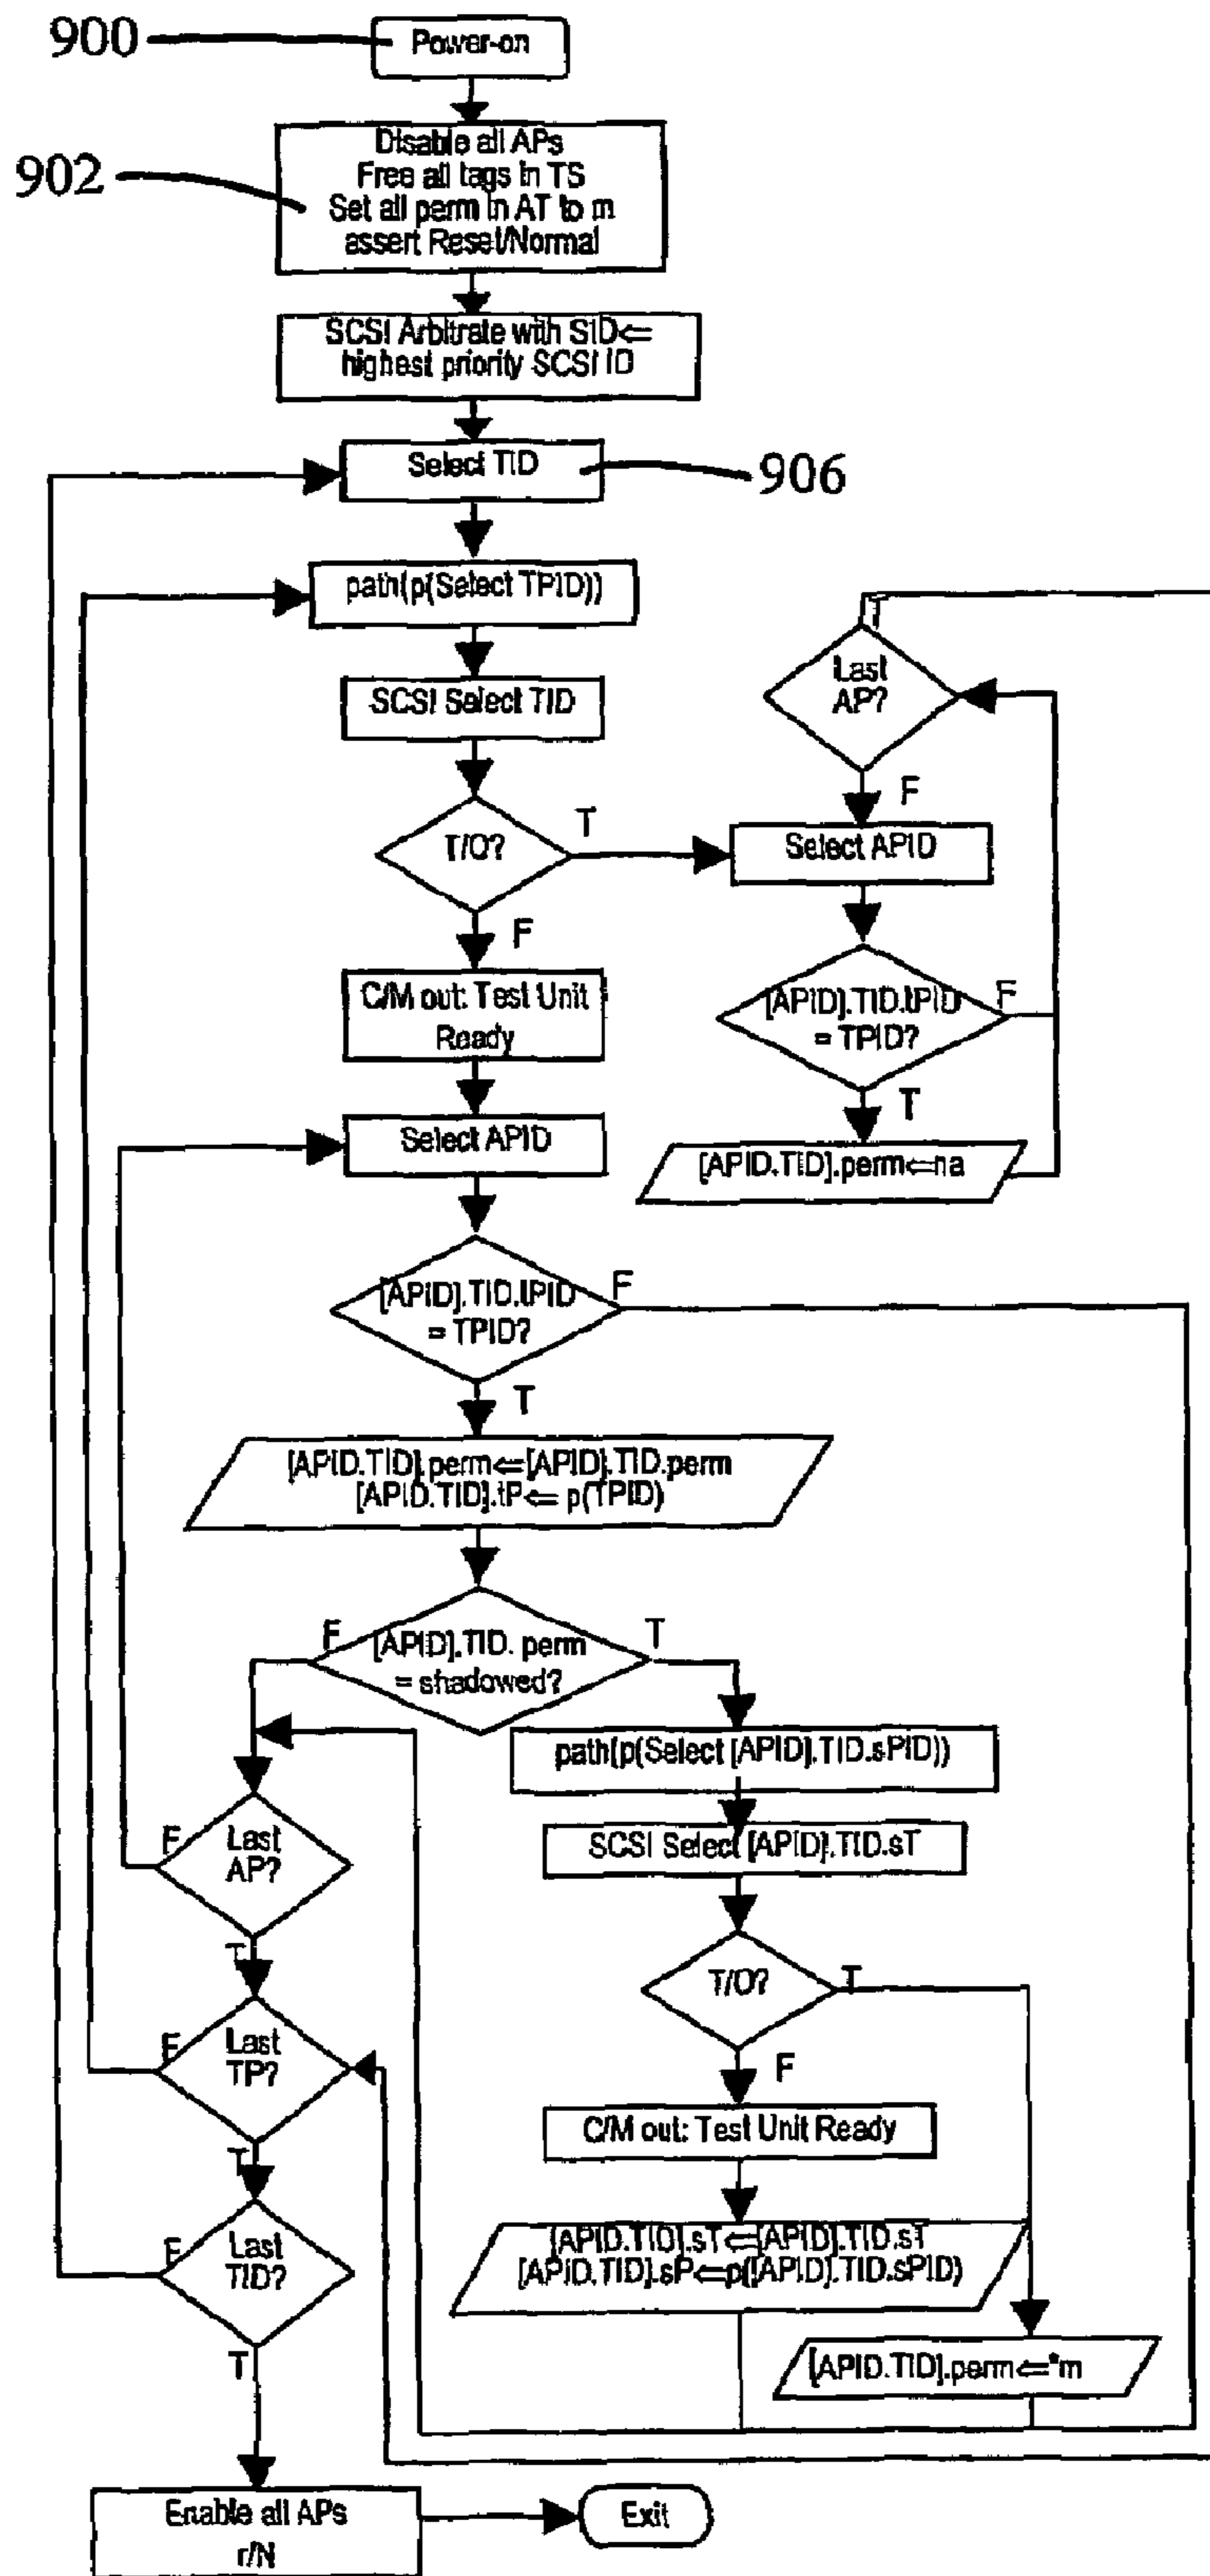 900
Power-on
902
Disable all APs
Free all tags in TS
Set all perm in AT to m
assert Reset/Normal
SCSI Arbitrate with SID⇐
highest priority SCSI ID
Select TID
906
path(p(Select TPID))
SCSI Select TID
T
Last
AP?
F
T/O?
T
Select APID
F
C/M out: Test Unit
Ready
[APID].TID.tPID
= TPID?
F
T
Select APID
[APID.TID].perm⇐na
[APID].TID.tPID
= TPID?
F
T
[APID.TID].perm⇐[APID].TID.perm
[APID.TID].tP⇐ p(TPID)
F
[APID].TID. perm
= shadowed?
T
path(p(Select [APID].TID.sPID))
F
Last
AP?
SCSI Select [APID].TID.sT
T
T/O?
T
F
Last
TP?
F
C/M out: Test Unit Ready
T
F
Last
TID?
[APID.TID].sT⇐[APID].TID.sT
[APID.TID].sP⇐p([APID].TID.sPID)
T
[APID.TID].perm⇐*m
Enable all APs
r/N
Exit